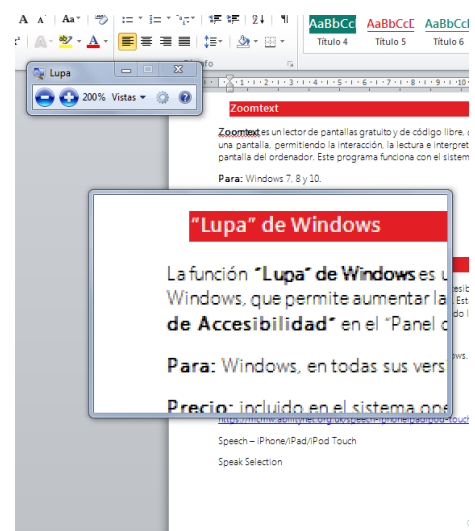 AaBbCcI AaBbCcE AaBbCcD
Título 4 Título 5 Título 6
Lupa
200% Vistas
Zoomtext
Zoomtext es un lector de pantallas gratuito y de código libre,
una pantalla, permitiendo la interacción, la lectura e interpret
pantalla del ordenador. Este programa funciona con el sistem
Para: Windows 7, 8 y 10.
"Lupa" de Windows
La función "Lupa" de Windows es u
Windows, que permite aumentar la
de Accesibilidad" en el "Panel
Para: Windows, en todas sus vers
Precio: incluido en el sistema ope
Speech – iPhone/iPad/iPod Touch
Speak Selection